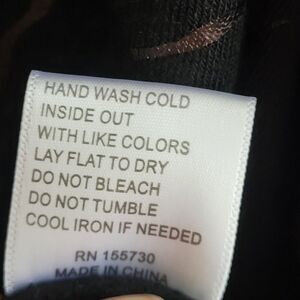 HAND WASH COLD
INSIDE OUT
WITH LIKE COLORS
LAY FLAT TO DRY
DO NOT BLEACH
DO NOT TUMBLE
COOL IRON IF NEEDED
RN 155730
MADE IN CHINA